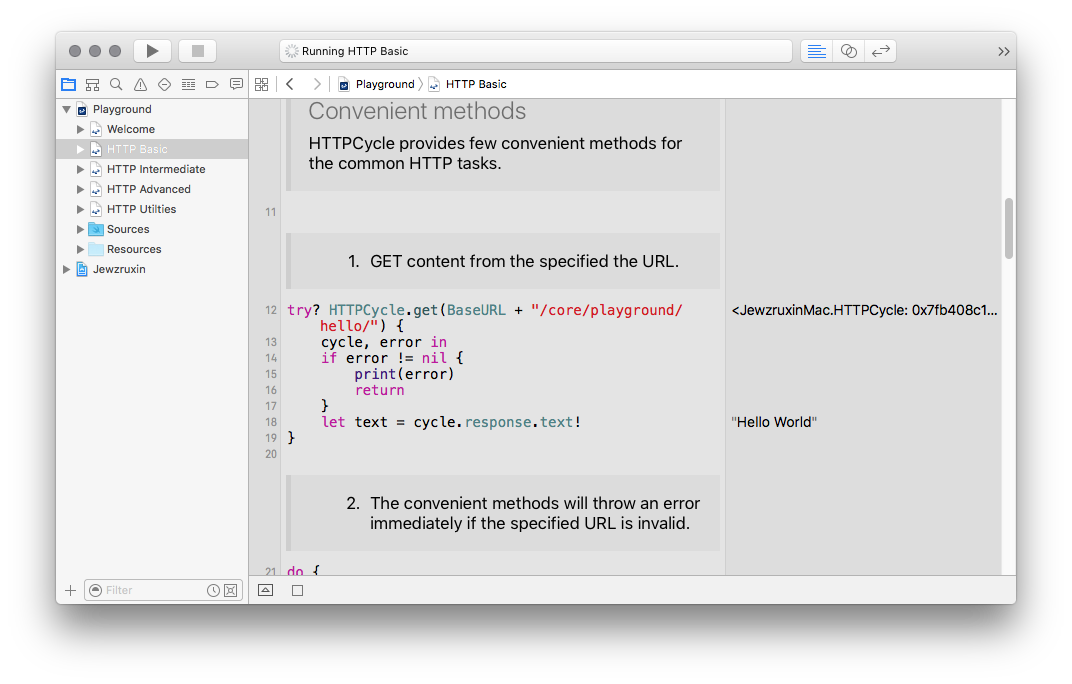 Running HTTP Basic
Playground
HTTP Basic
Playground
Welcome
HTTP Basic
HTTP Intermediate
HTTP Advanced
HTTP Utilties
Sources
Resources
Jewzruxin
Filter
Convenient methods
HTTPCycle provides few convenient methods for
the common HTTP tasks.
11
1. GET content from the specified the URL.
12 try? HTTPCycle.get(BaseURL + "/core/playground/
hello/") {
13 cycle, error in
14 if error != nil {
15 print(error)
16 return
17 }
18 let text = cycle.response.text!
19 }
20
2. The convenient methods will throw an error
immediately if the specified URL is invalid.
21 do {
<JewzruxinMac.HTTPCycle: 0x7fb408c1...
"Hello World"